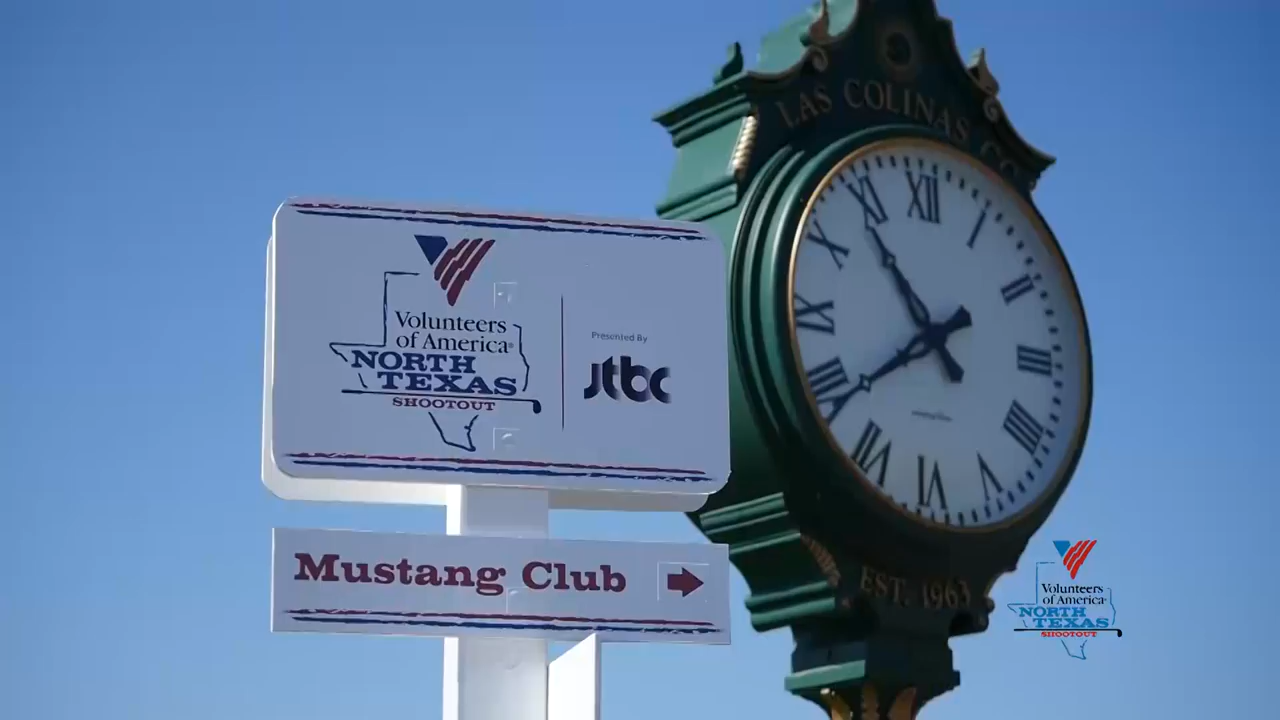 LAS COLINAS CO
XII
I
II
III
IIII
V
VI
VII
VIII
IX
X
XI
EST. 1963
Volunteers
of America®
NORTH
TEXAS
SHOOTOUT
Presented By
jtbc
Mustang Club
Volunteers
of America
NORTH
TEXAS
SHOOTOUT